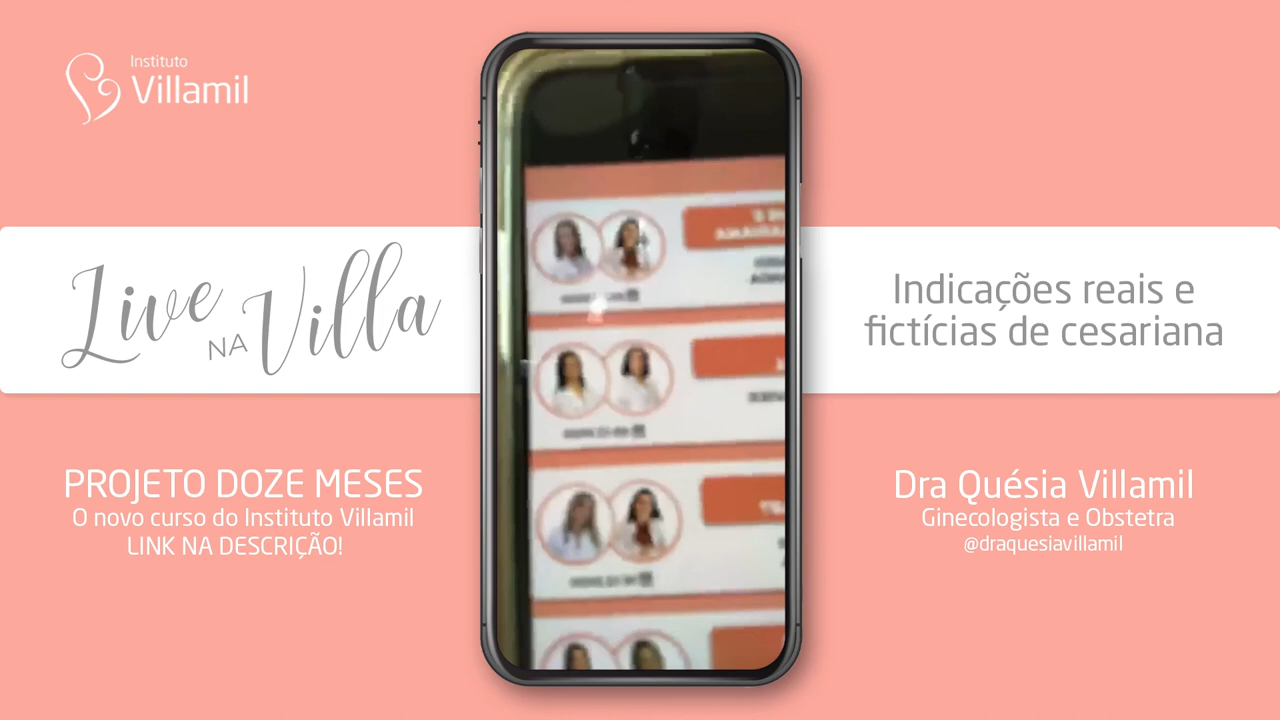 Instituto
Villamil
Live NA Villa
Indicações reais e
fictícias de cesariana
PROJETO DOZE MESES
O novo curso do Instituto Villamil
LINK NA DESCRIÇÃO!
Dra Quésia Villamil
Ginecologista e Obstetra
@draquesiavillamil